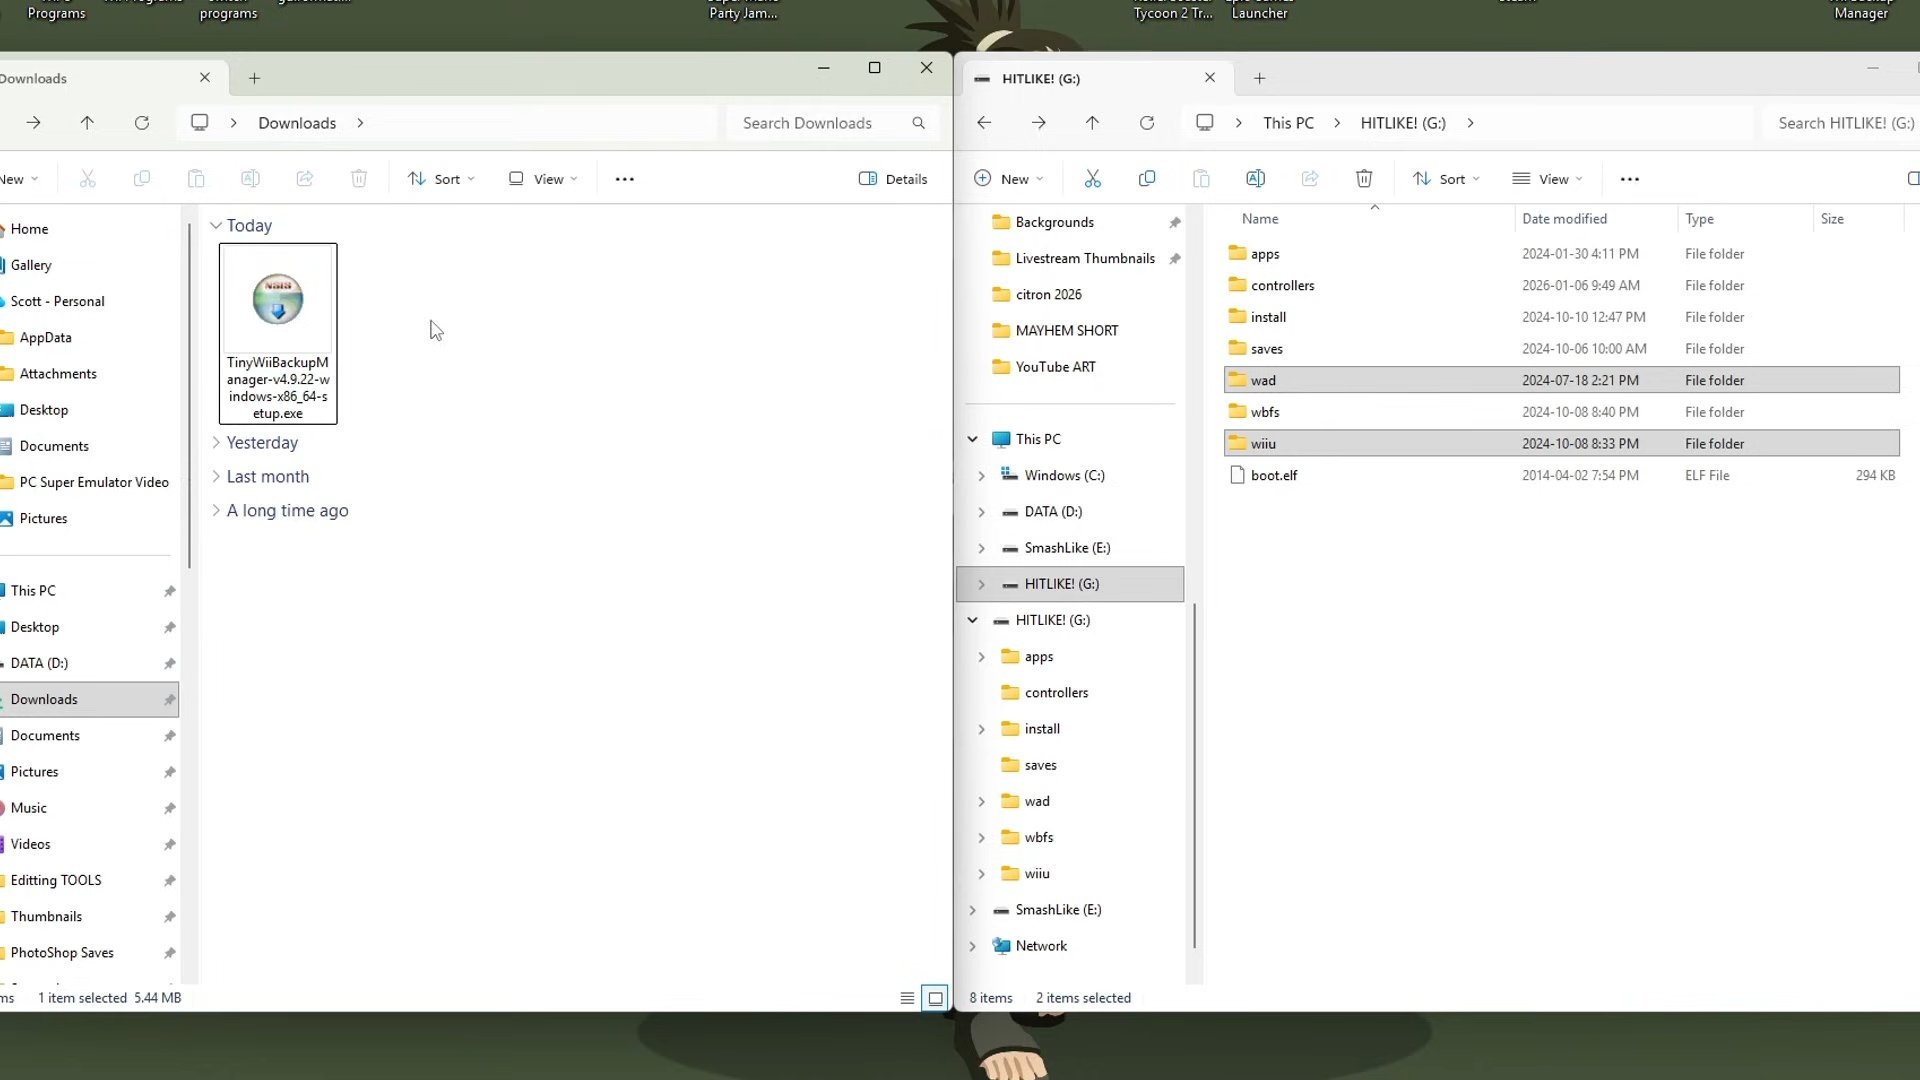 Programs
programs
Party Jam...
Tycoon 2 Tr...
Launcher
Manager
Downloads
HITLIKE! (G:)
Downloads
Search Downloads
This PC
HITLIKE! (G:)
Search HITLIKE! (G:)
New
Sort
View
Details
New
Sort
View
Home
Gallery
Scott - Personal
AppData
Attachments
Desktop
Documents
PC Super Emulator Video
Pictures
This PC
Desktop
DATA (D:)
Downloads
Documents
Pictures
Music
Videos
Editting TOOLS
Thumbnails
PhotoShop Saves
Today
NSIS
TinyWiiBackupM
anager-v4.9.22-w
indows-x86_64-s
etup.exe
Yesterday
Last month
A long time ago
1 item selected 5.44 MB
Backgrounds
Livestream Thumbnails
citron 2026
MAYHEM SHORT
YouTube ART
This PC
Windows (C:)
DATA (D:)
SmashLike (E:)
HITLIKE! (G:)
HITLIKE! (G:)
apps
controllers
install
saves
wad
wbfs
wiiu
SmashLike (E:)
Network
Name Date modified Type Size
apps 2024-01-30 4:11 PM File folder
controllers 2026-01-06 9:49 AM File folder
install 2024-10-10 12:47 PM File folder
saves 2024-10-06 10:00 AM File folder
wad 2024-07-18 2:21 PM File folder
wbfs 2024-10-08 8:40 PM File folder
wiiu 2024-10-08 8:33 PM File folder
boot.elf 2014-04-02 7:54 PM ELF File 294 KB
8 items 2 items selected